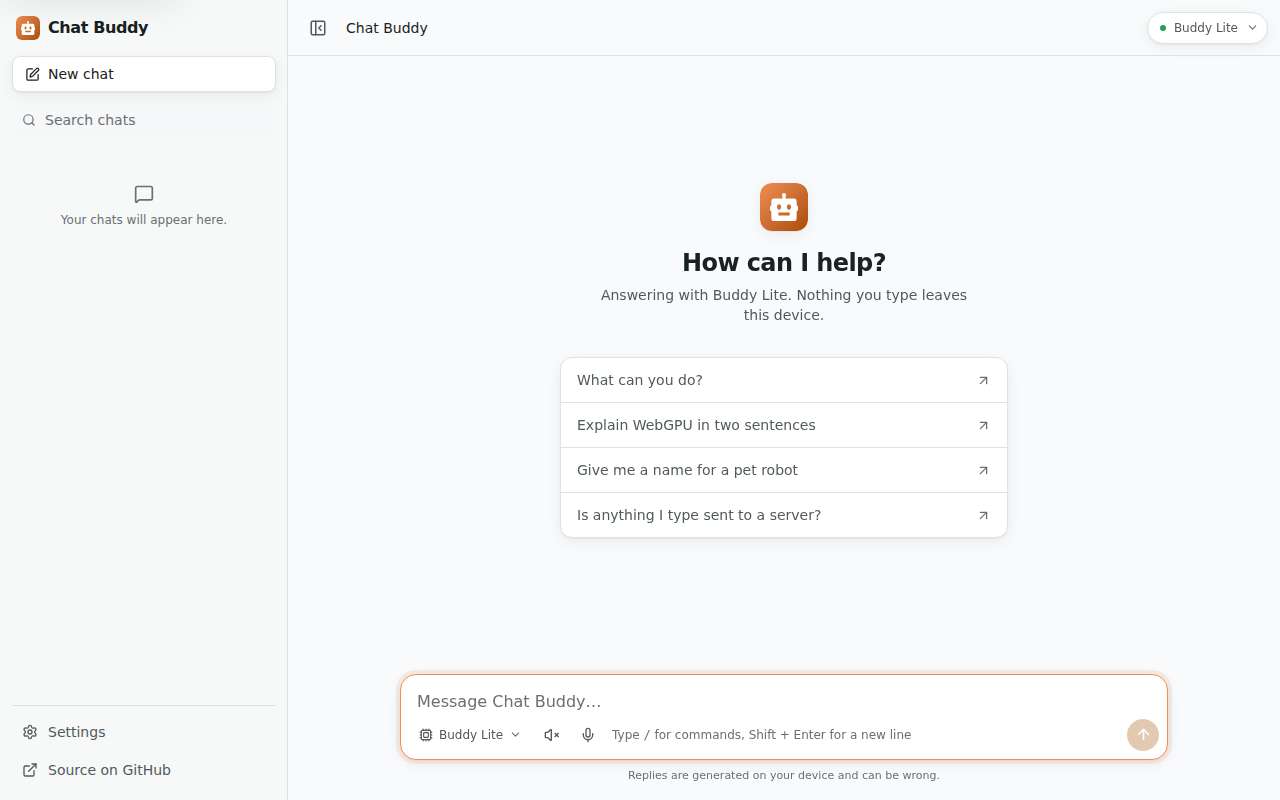 Chat Buddy
New chat
Search chats
Your chats will appear here.
Settings
Source on GitHub
Chat Buddy
Buddy Lite
How can I help?
Answering with Buddy Lite. Nothing you type leaves
this device.
What can you do?
Explain WebGPU in two sentences
Give me a name for a pet robot
Is anything I type sent to a server?
Message Chat Buddy…
Buddy Lite
Type / for commands, Shift + Enter for a new line
Replies are generated on your device and can be wrong.